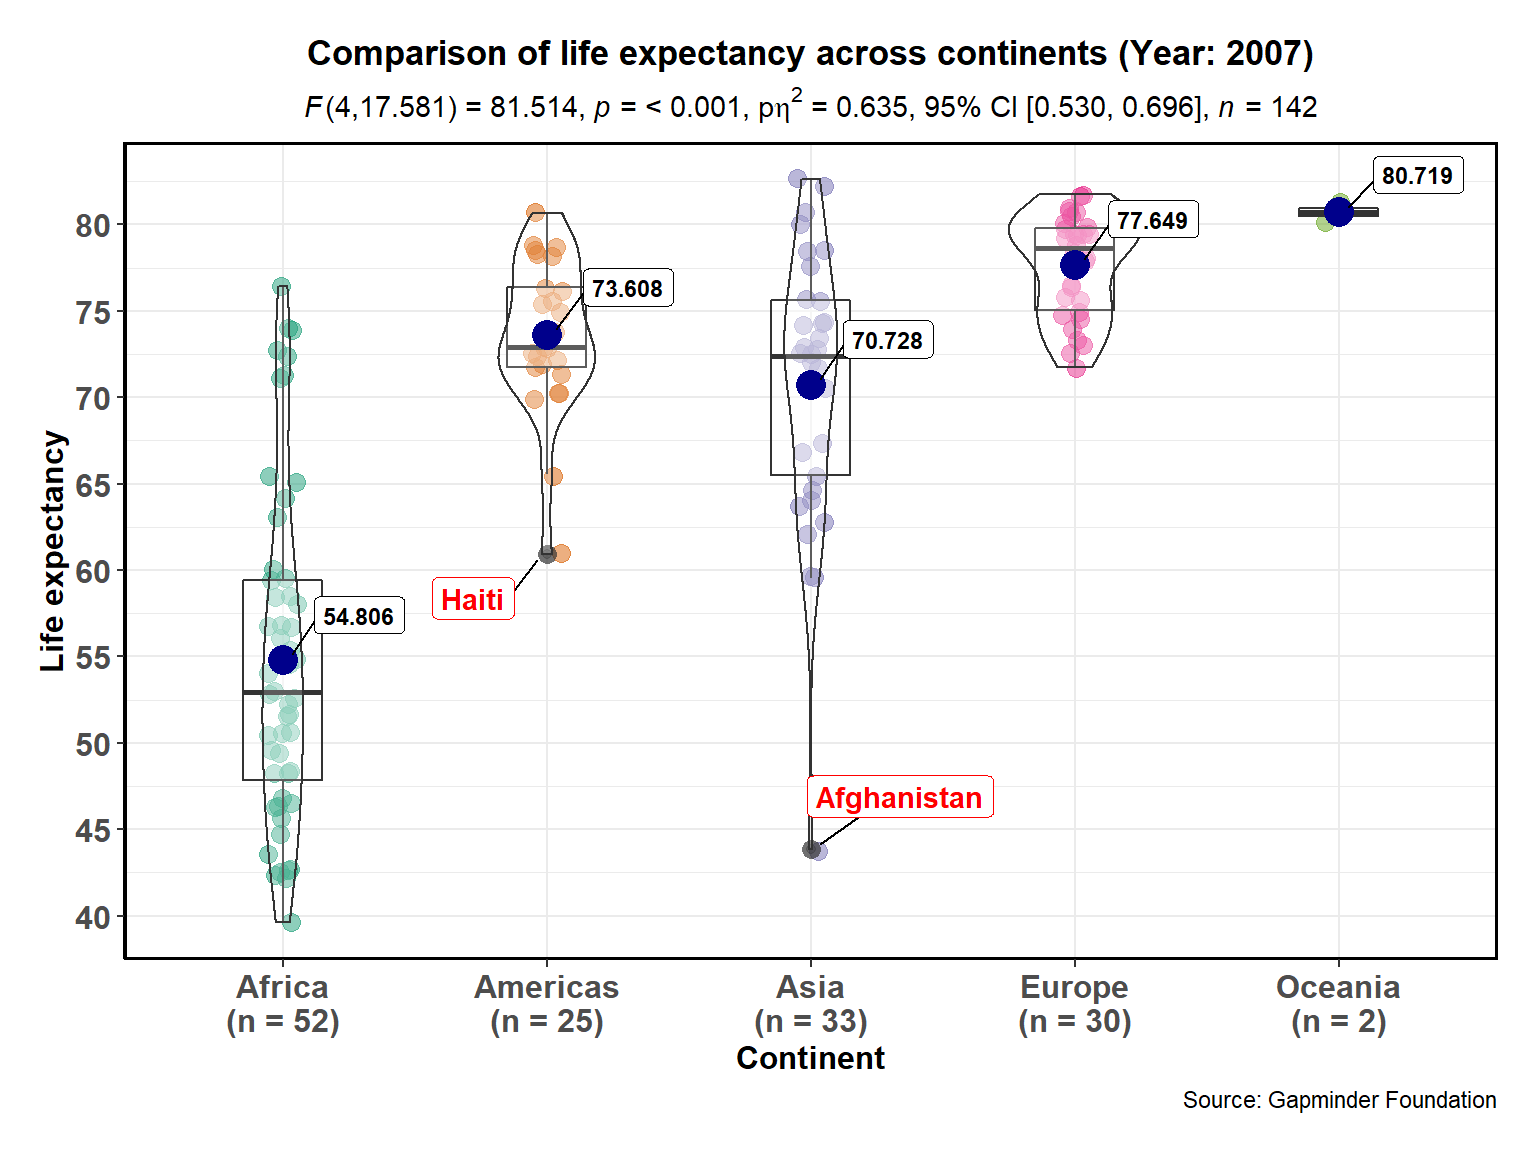 Comparison of life expectancy across continents (Year: 2007)
F(4,17.581) = 81.514, p = < 0.001, pη² = 0.635, 95% CI [0.530, 0.696], n = 142
Life expectancy
80
75
70
65
60
55
50
45
40
54.806
73.608
70.728
77.649
80.719
Haiti
Afghanistan
Africa
(n = 52)
Americas
(n = 25)
Asia
(n = 33)
Europe
(n = 30)
Oceania
(n = 2)
Continent
Source: Gapminder Foundation